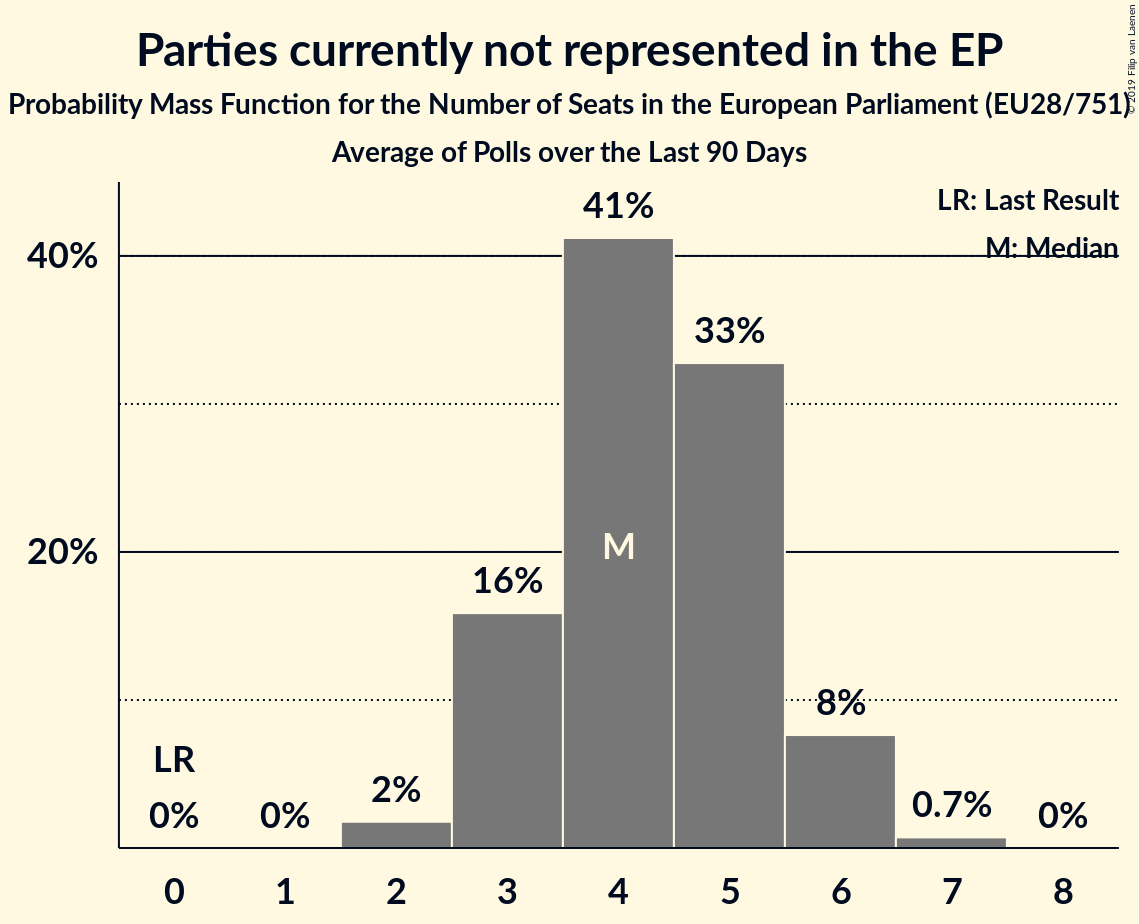 Parties currently not represented in the EP
Probability Mass Function for the Number of Seats in the European Parliament (EU28/751)
Average of Polls over the Last 90 Days
© 2019 Filip van Laenen
LR: Last Result
M: Median
41%
40%
33%
20%
M
16%
8%
LR
2%
0.7%
0%
0%
0%
0 1 2 3 4 5 6 7 8